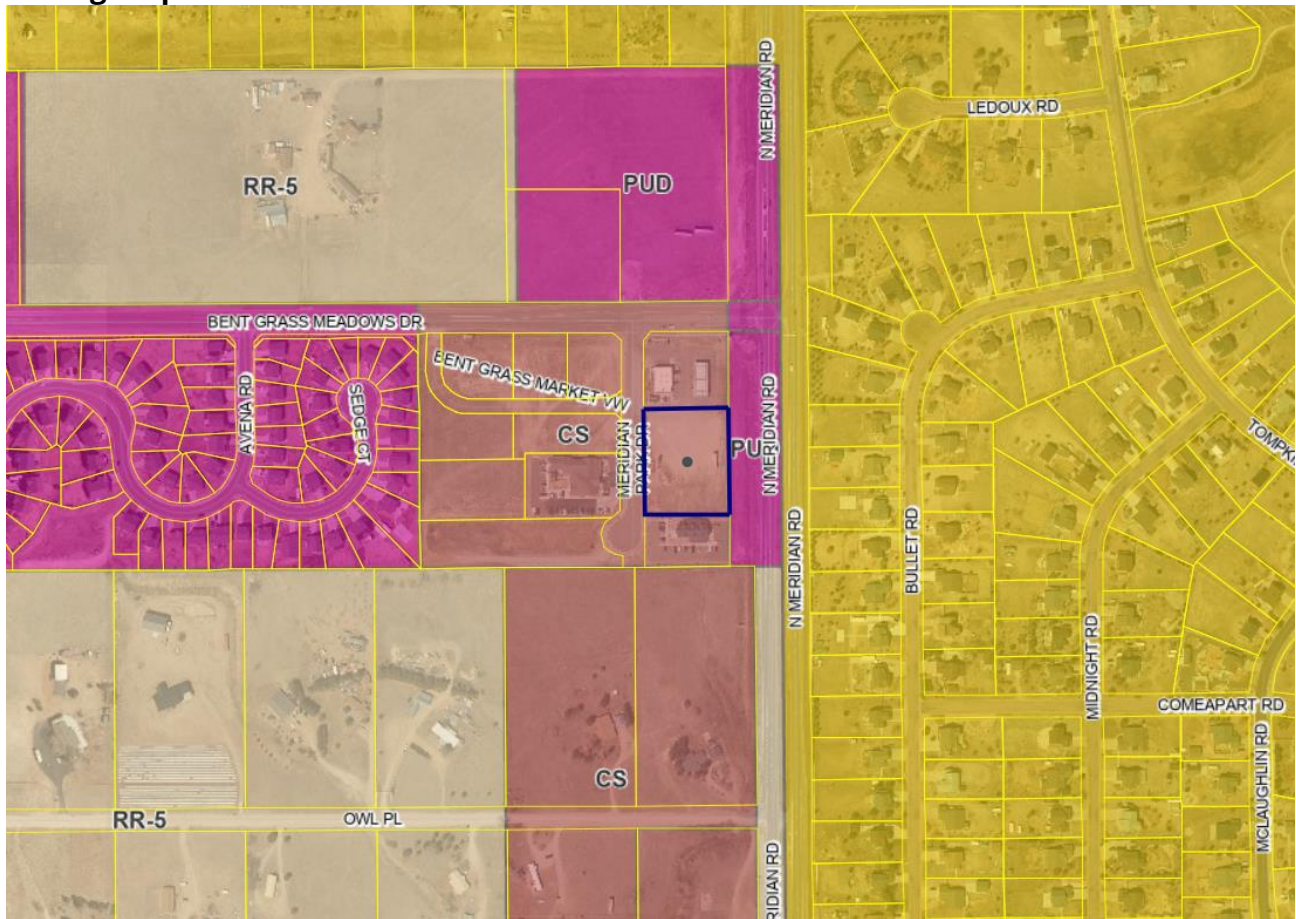 N MERIDIAN RD
LEDOUX RD
RR-5
PUD
BENT GRASS MEADOWS DR
BENT GRASS MARKET VW
AVENA RD
SEDGE CT
CS
MERIDIAN
PARK DR
PU
N MERIDIAN RD
N MERIDIAN RD
BULLET RD
MIDNIGHT RD
COMEAPART RD
MCLAUGHLIN RD
CS
RR-5
OWL PL